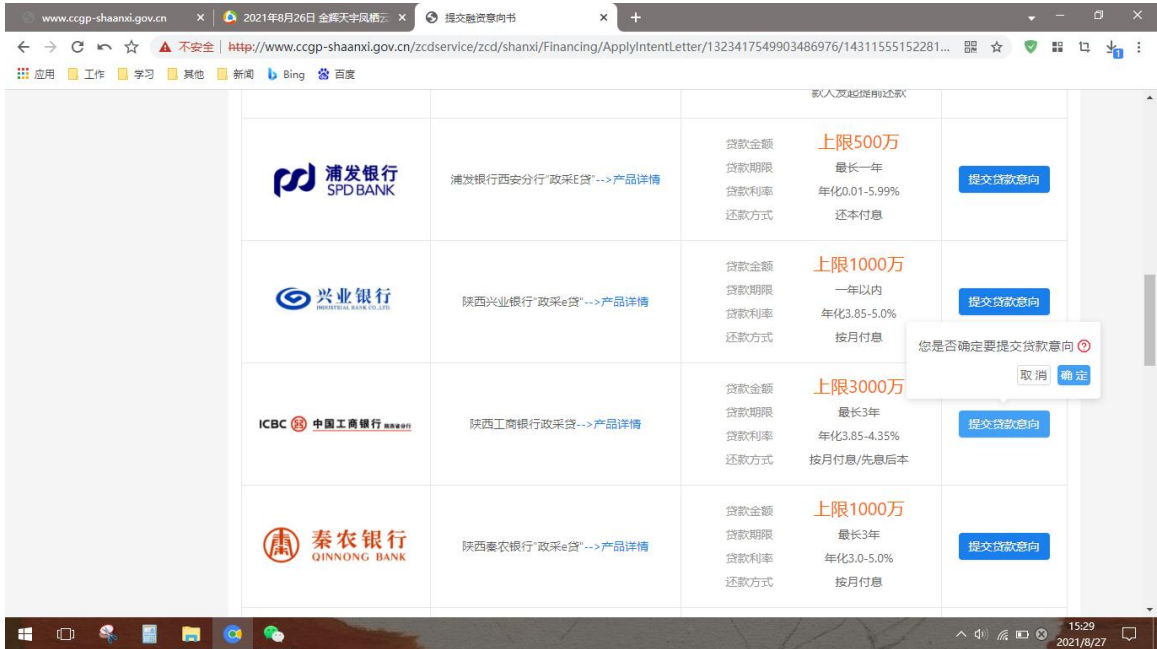 www.ccgp-shaanxi.gov.cn
2021年8月26日 金辉天宇凤栖云
提交融资意向书
不安全
http://www.ccgp-shaanxi.gov.cn/zcdservice/zcd/shanxi/Financing/ApplyIntentLetter/1323417549903486976/14311555152281...
应用 工作 学习 其他 新闻 Bing 百度
款人发起提前还款
浦发银行
SPD BANK
浦发银行西安分行"政采E贷"-->产品详情
贷款金额 上限500万
贷款期限 最长一年
贷款利率 年化0.01-5.99%
还款方式 还本付息
提交贷款意向
兴业银行
INDUSTRIAL BANK CO.,LTD.
陕西兴业银行"政采e贷"-->产品详情
贷款金额 上限1000万
贷款期限 一年以内
贷款利率 年化3.85-5.0%
还款方式 按月付息
提交贷款意向
您是否确定要提交贷款意向
取消 确定
ICBC 中国工商银行 陕西省分行
陕西工商银行政采贷-->产品详情
贷款金额 上限3000万
贷款期限 最长3年
贷款利率 年化3.85-4.35%
还款方式 按月付息/先息后本
提交贷款意向
秦农银行
QINNONG BANK
陕西秦农银行"政采e贷"-->产品详情
贷款金额 上限1000万
贷款期限 最长3年
贷款利率 年化3.0-5.0%
还款方式 按月付息
提交贷款意向
15:29
2021/8/27